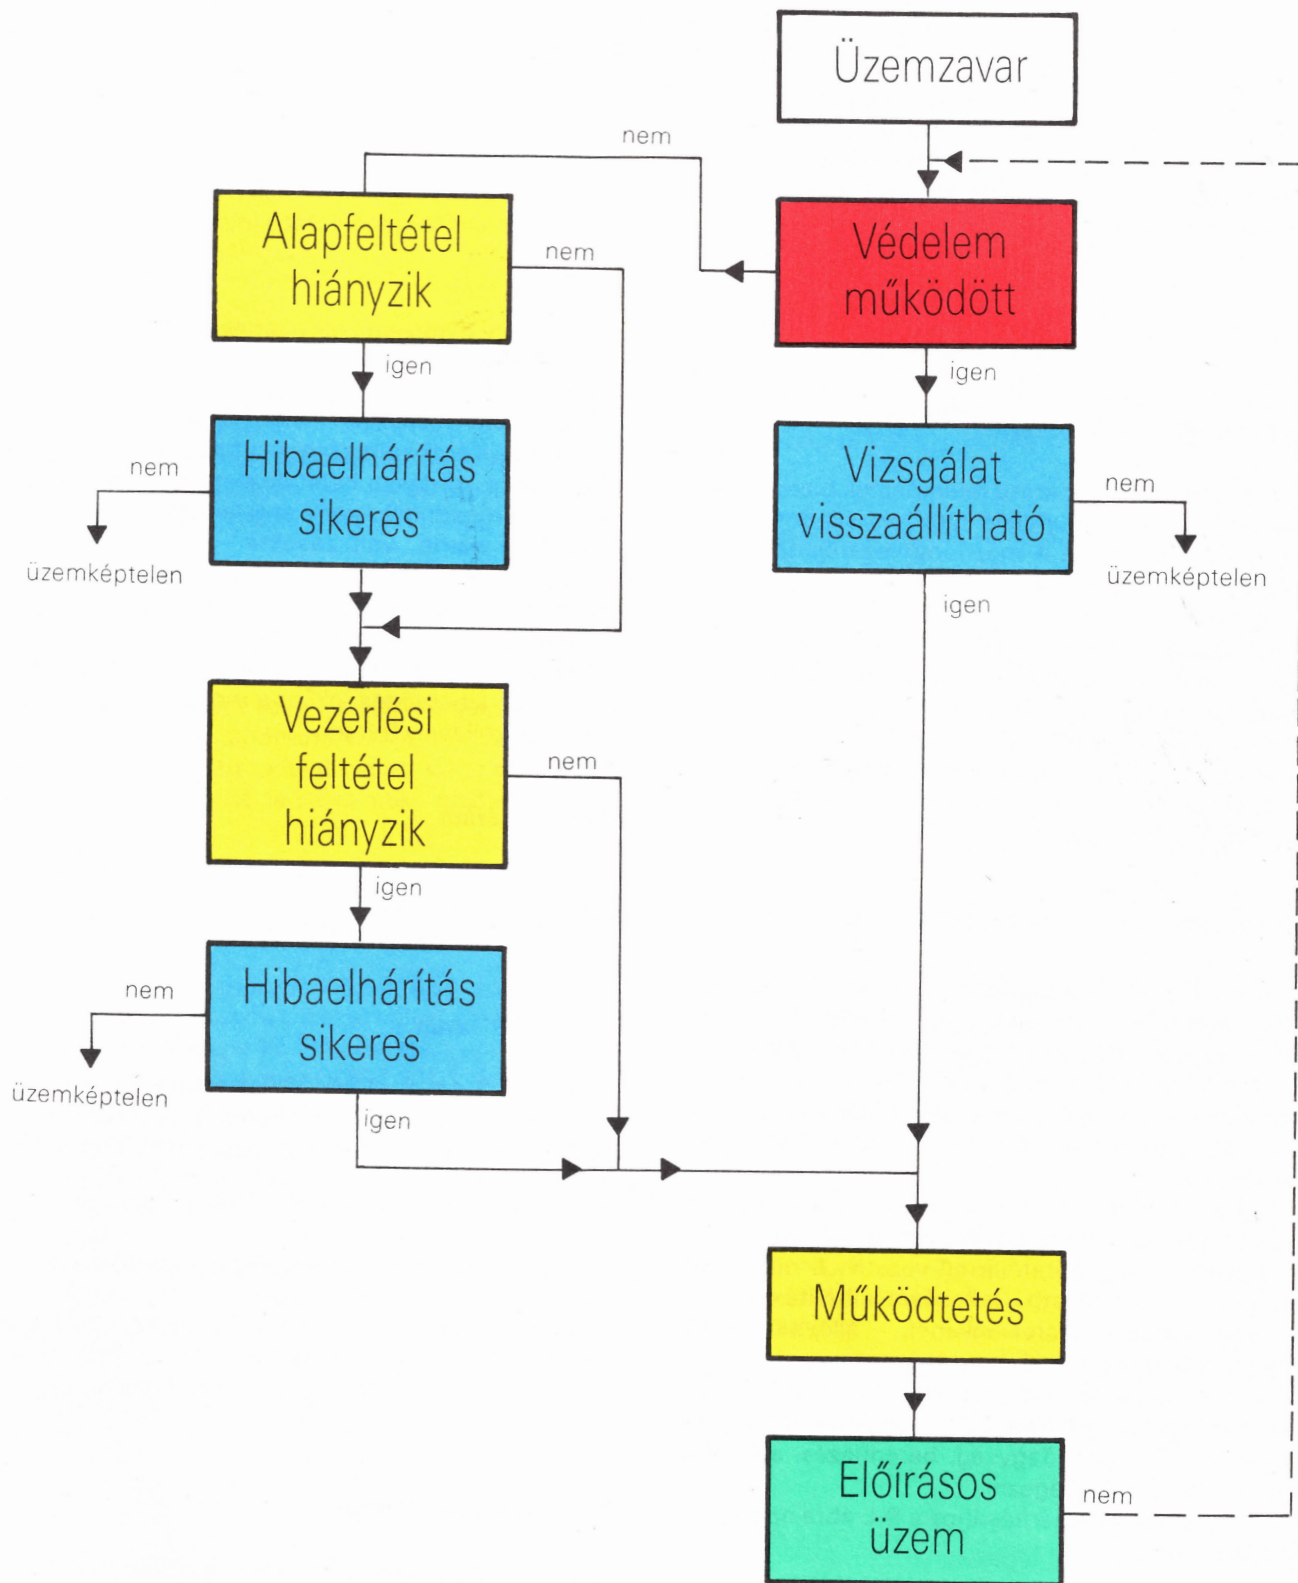 Üzemzavar
nem
Alapfeltétel
hiányzik
nem
Védelem
működött
igen
igen
Hibaelhárítás
sikeres
nem
üzemképtelen
Vizsgálat
visszaállítható
nem
üzemképtelen
igen
Vezérlési
feltétel
hiányzik
nem
igen
Hibaelhárítás
sikeres
nem
üzemképtelen
igen
Működtetés
Előírásos
üzem
nem